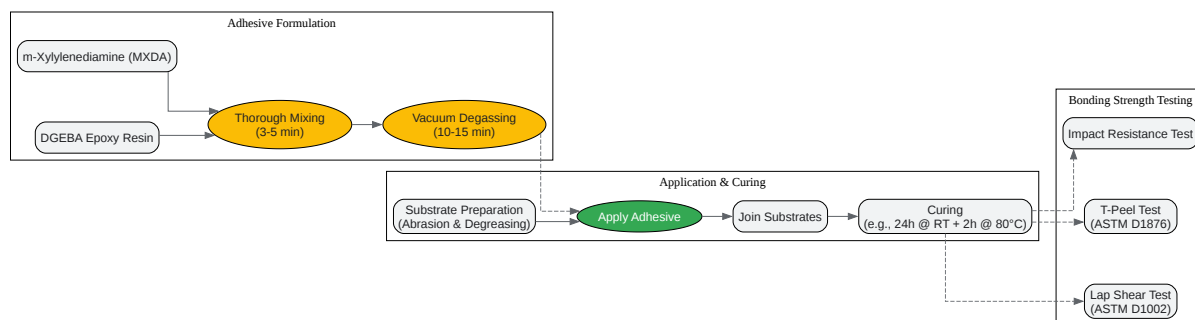 Adhesive Formulation
m-Xylylenediamine (MXDA)
DGEBA Epoxy Resin
Thorough Mixing
(3-5 min)
Vacuum Degassing
(10-15 min)
Application & Curing
Substrate Preparation
(Abrasion & Degreasing)
Apply Adhesive
Join Substrates
Curing
(e.g., 24h @ RT + 2h @ 80°C)
Bonding Strength Testing
Impact Resistance Test
T-Peel Test
(ASTM D1876)
Lap Shear Test
(ASTM D1002)